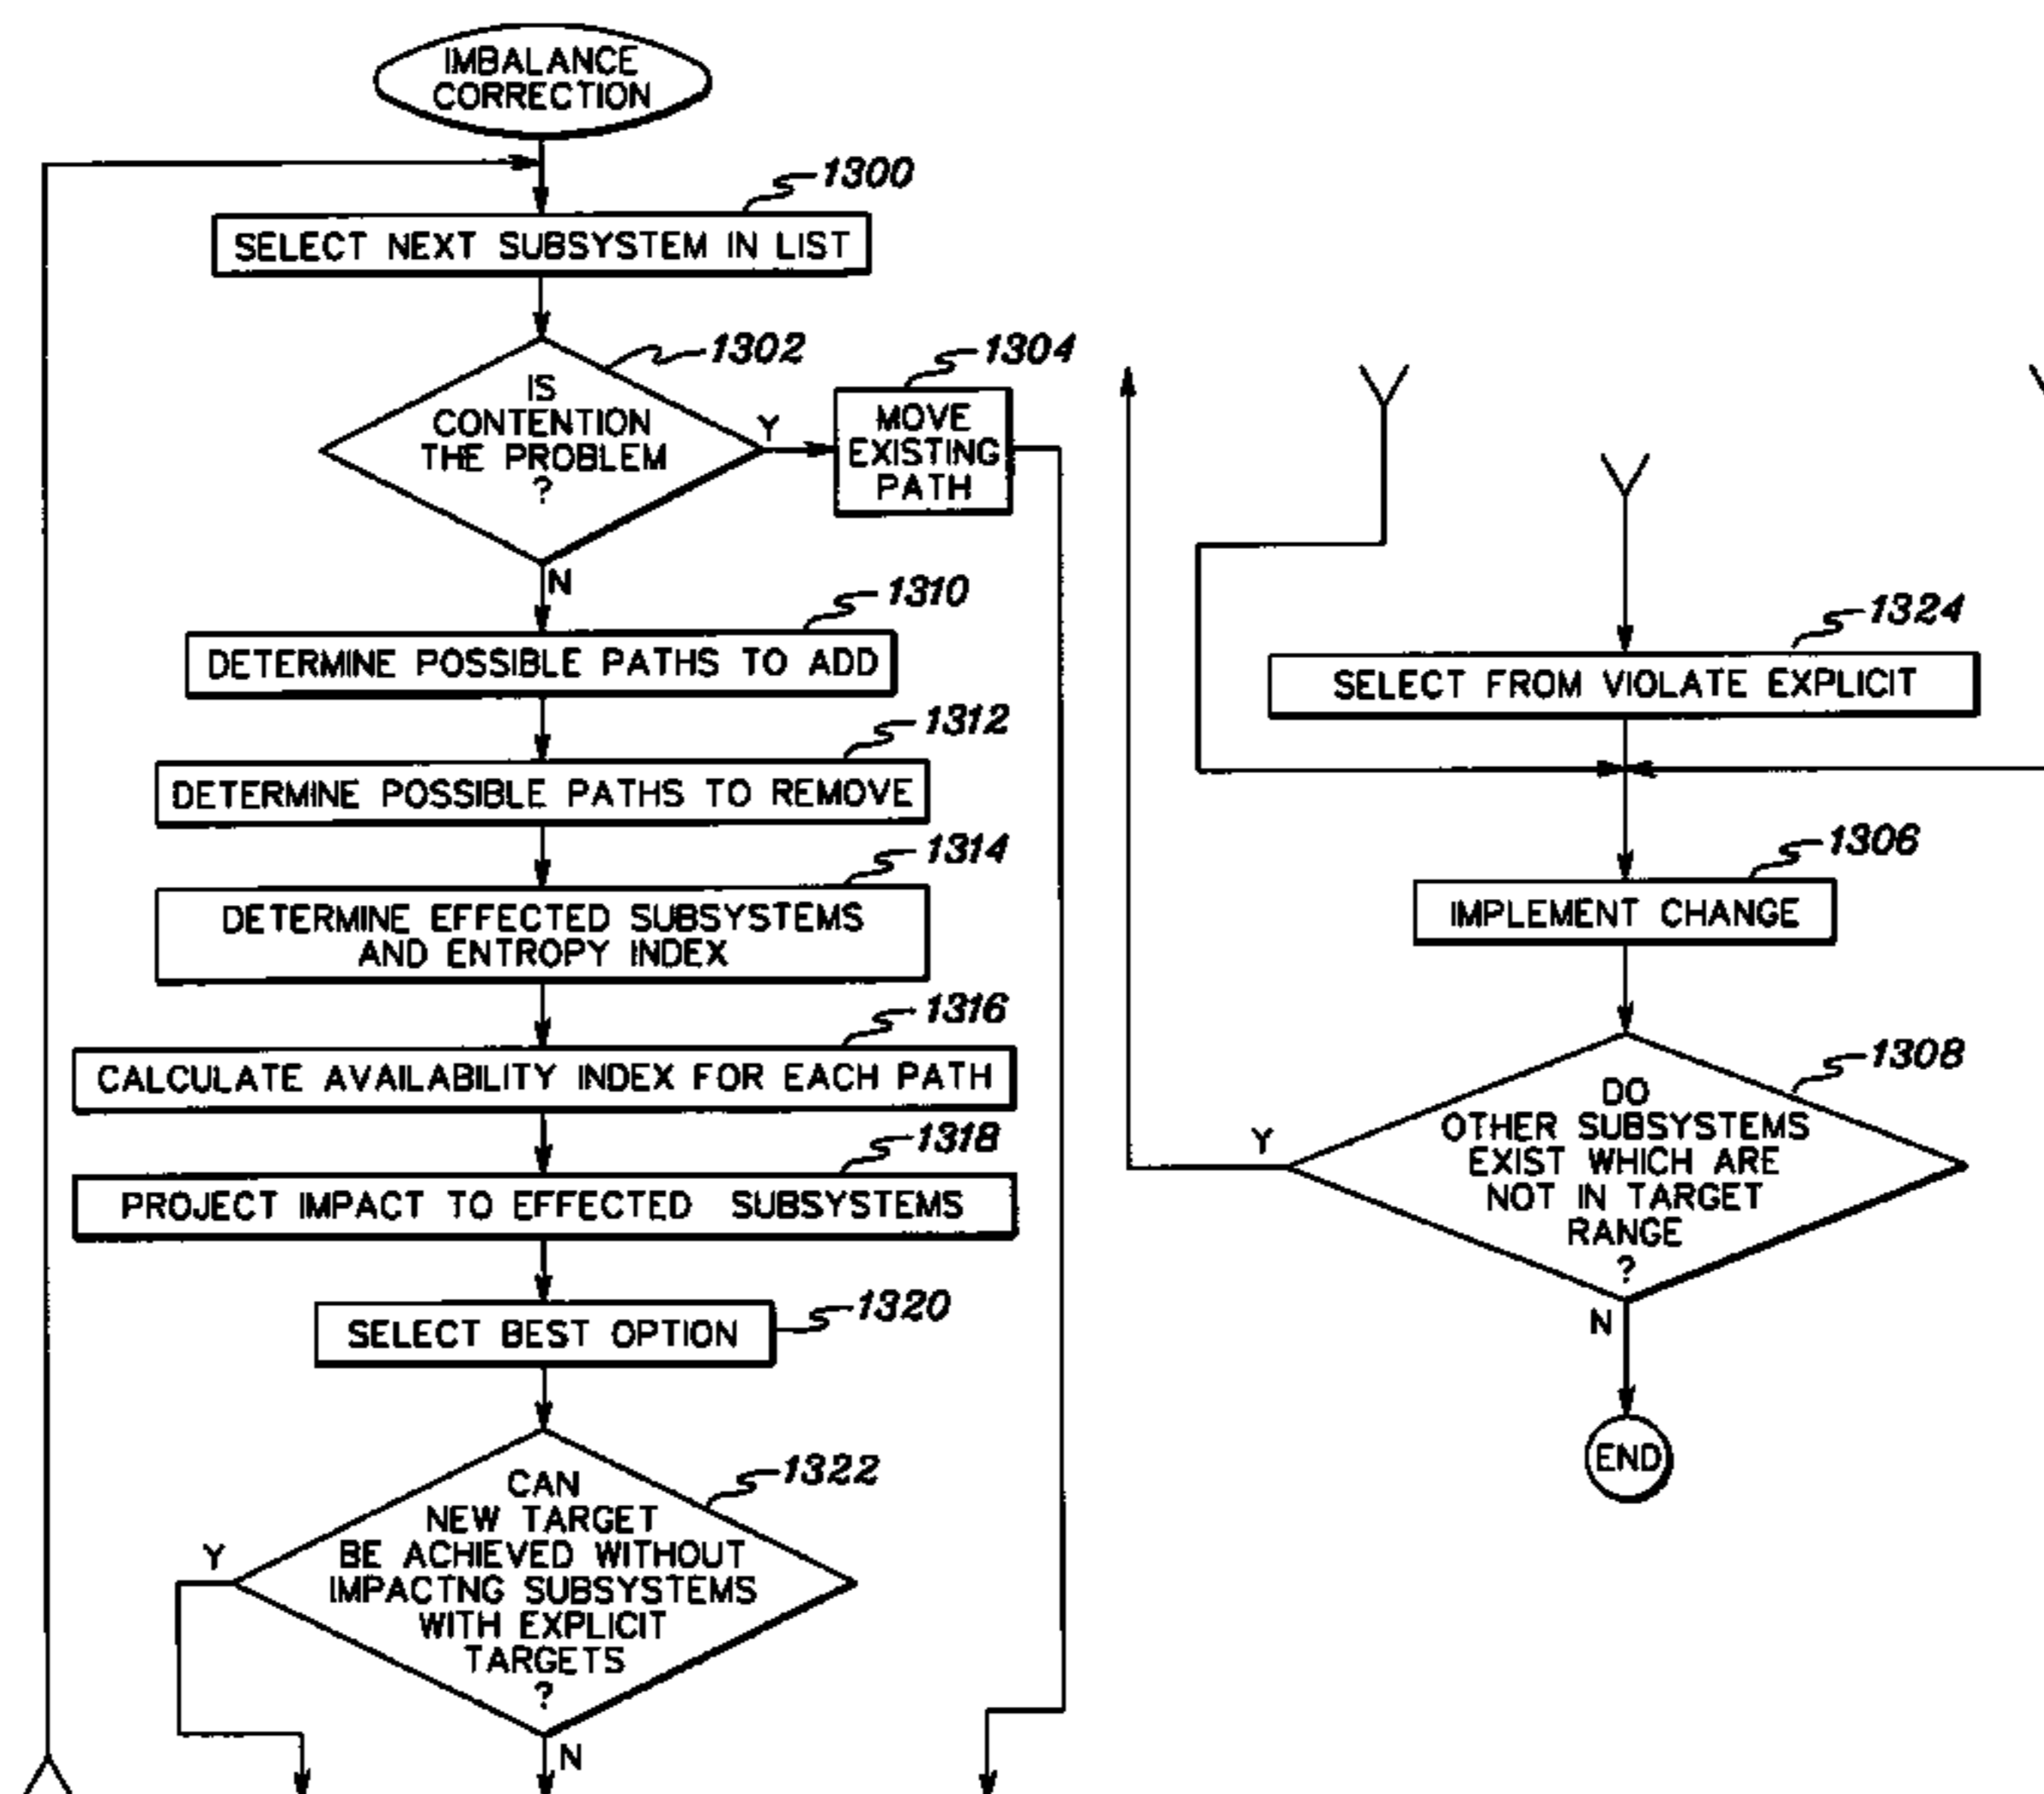 IMBALANCE
CORRECTION
1300
SELECT NEXT SUBSYSTEM IN LIST
1302
IS
CONTENTION
THE PROBLEM
?
Y
N
1304
MOVE
EXISTING
PATH
1310
DETERMINE POSSIBLE PATHS TO ADD
1312
DETERMINE POSSIBLE PATHS TO REMOVE
1314
DETERMINE EFFECTED SUBSYSTEMS
AND ENTROPY INDEX
1316
CALCULATE AVAILABILITY INDEX FOR EACH PATH
1318
PROJECT IMPACT TO EFFECTED SUBSYSTEMS
1320
SELECT BEST OPTION
1322
CAN
NEW TARGET
BE ACHIEVED WITHOUT
IMPACTNG SUBSYSTEMS
WITH EXPLICIT
TARGETS
?
Y
N
1324
SELECT FROM VIOLATE EXPLICIT
1306
IMPLEMENT CHANGE
1308
DO
OTHER SUBSYSTEMS
EXIST WHICH ARE
NOT IN TARGET
RANGE
?
Y
N
END